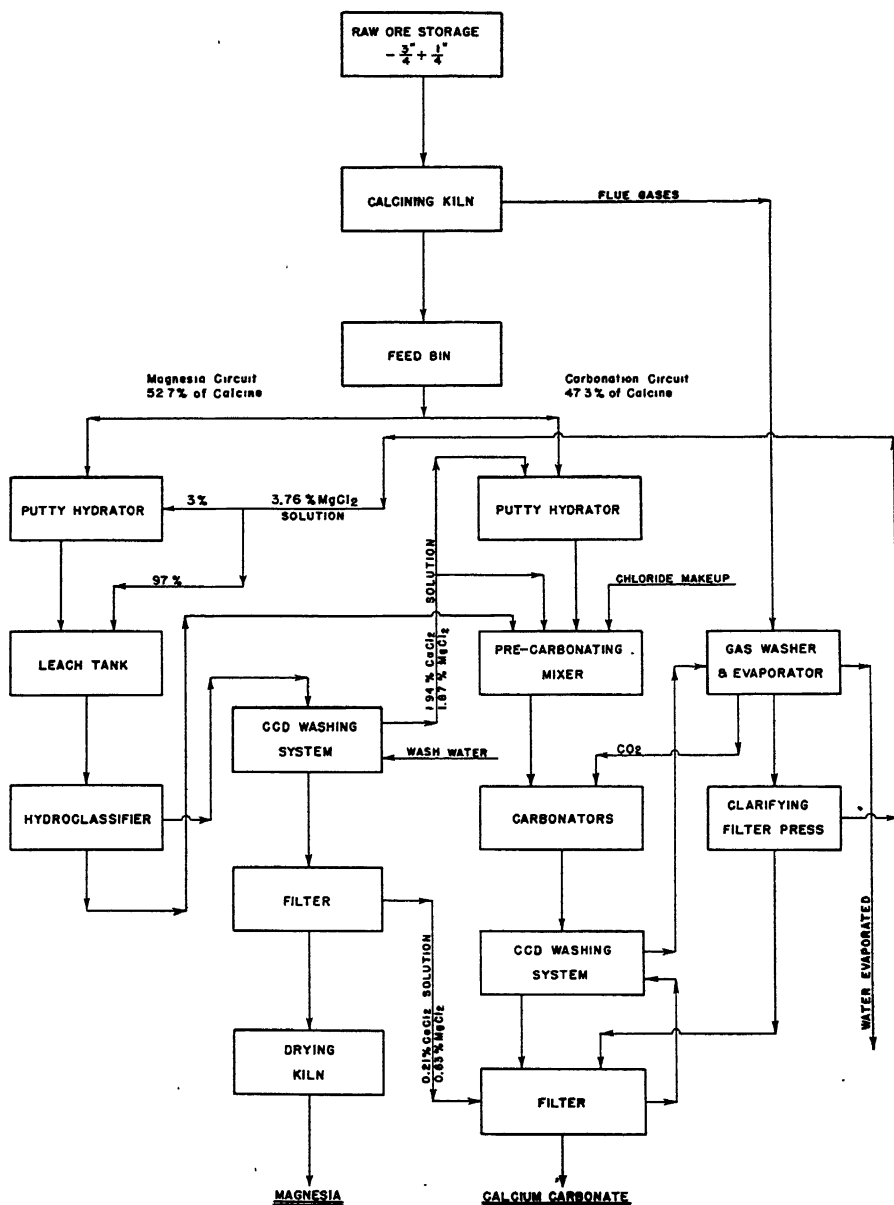 RAW ORE STORAGE
- 3/4" + 1/4"
CALCINING KILN
FLUE GASES
FEED BIN
Magnesia Circuit
52.7% of Calcine
Carbonation Circuit
47.3% of Calcine
PUTTY HYDRATOR
3%
3.76 % MgCl2
SOLUTION
PUTTY HYDRATOR
97%
CHLORIDE MAKEUP
SOLUTION
1.94% CaCl2
1.87% MgCl2
LEACH TANK
PRE-CARBONATING
MIXER
GAS WASHER
& EVAPORATOR
CCD WASHING
SYSTEM
WASH WATER
CO2
HYDROCLASSIFIER
CARBONATORS
CLARIFYING
FILTER PRESS
FILTER
CCD WASHING
SYSTEM
WATER EVAPORATED
0.21% CaCl2 SOLUTION
0.63% MgCl2
DRYING
KILN
FILTER
MAGNESIA
CALCIUM CARBONATE